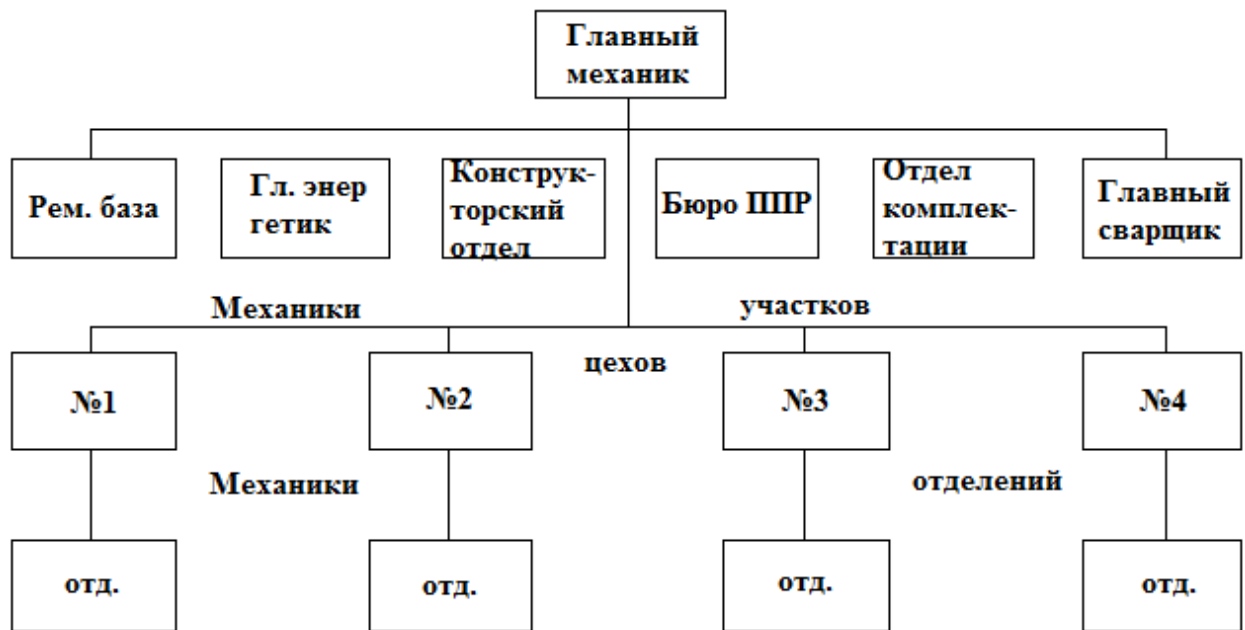 Главный
механик
Рем. база
Гл. энер
гетик
Конструк-
торский
отдел
Бюро ППР
Отдел
комплек-
тации
Главный
сварщик
Механики
участков
цехов
№1
№2
№3
№4
Механики
отделений
отд.
отд.
отд.
отд.